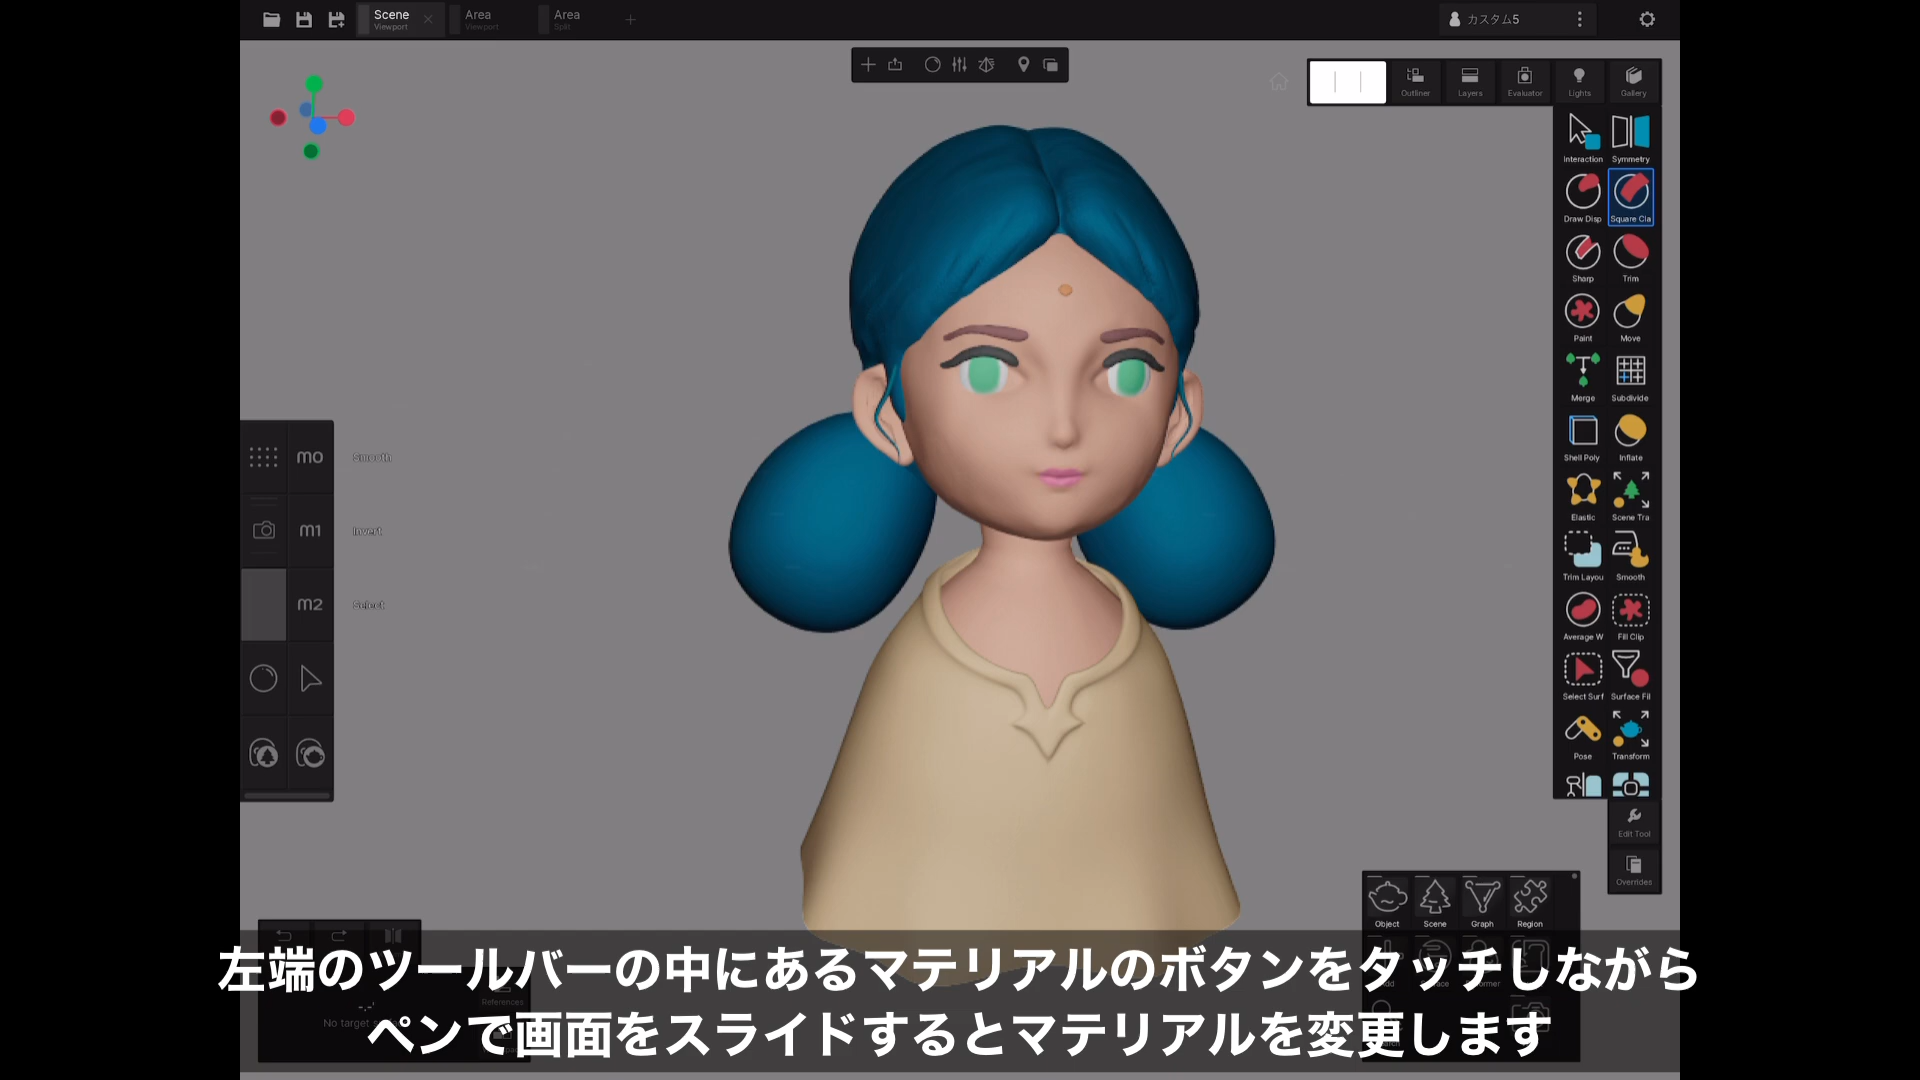 Scene
Viewport
Area
Viewport
Area
Split
カスタム5
Outliner
Layers
Evaluator
Lights
Gallery
Interaction
Symmetry
Draw Disp
Square Cla
Sharp
Trim
Paint
Move
Merge
Subdivide
Shell Poly
Inflate
Elastic
Scene Tra
Trim Layou
Smooth
Average W
Fill Clip
Select Surf
Surface Fil
Pose
Transform
Edit Tool
Overrides
m0
Smooth
m1
Invert
m2
Select
Object
Scene
Graph
Region
References
No target
左端のツールバーの中にあるマテリアルのボタンをタッチしながら
ペンで画面をスライドするとマテリアルを変更します